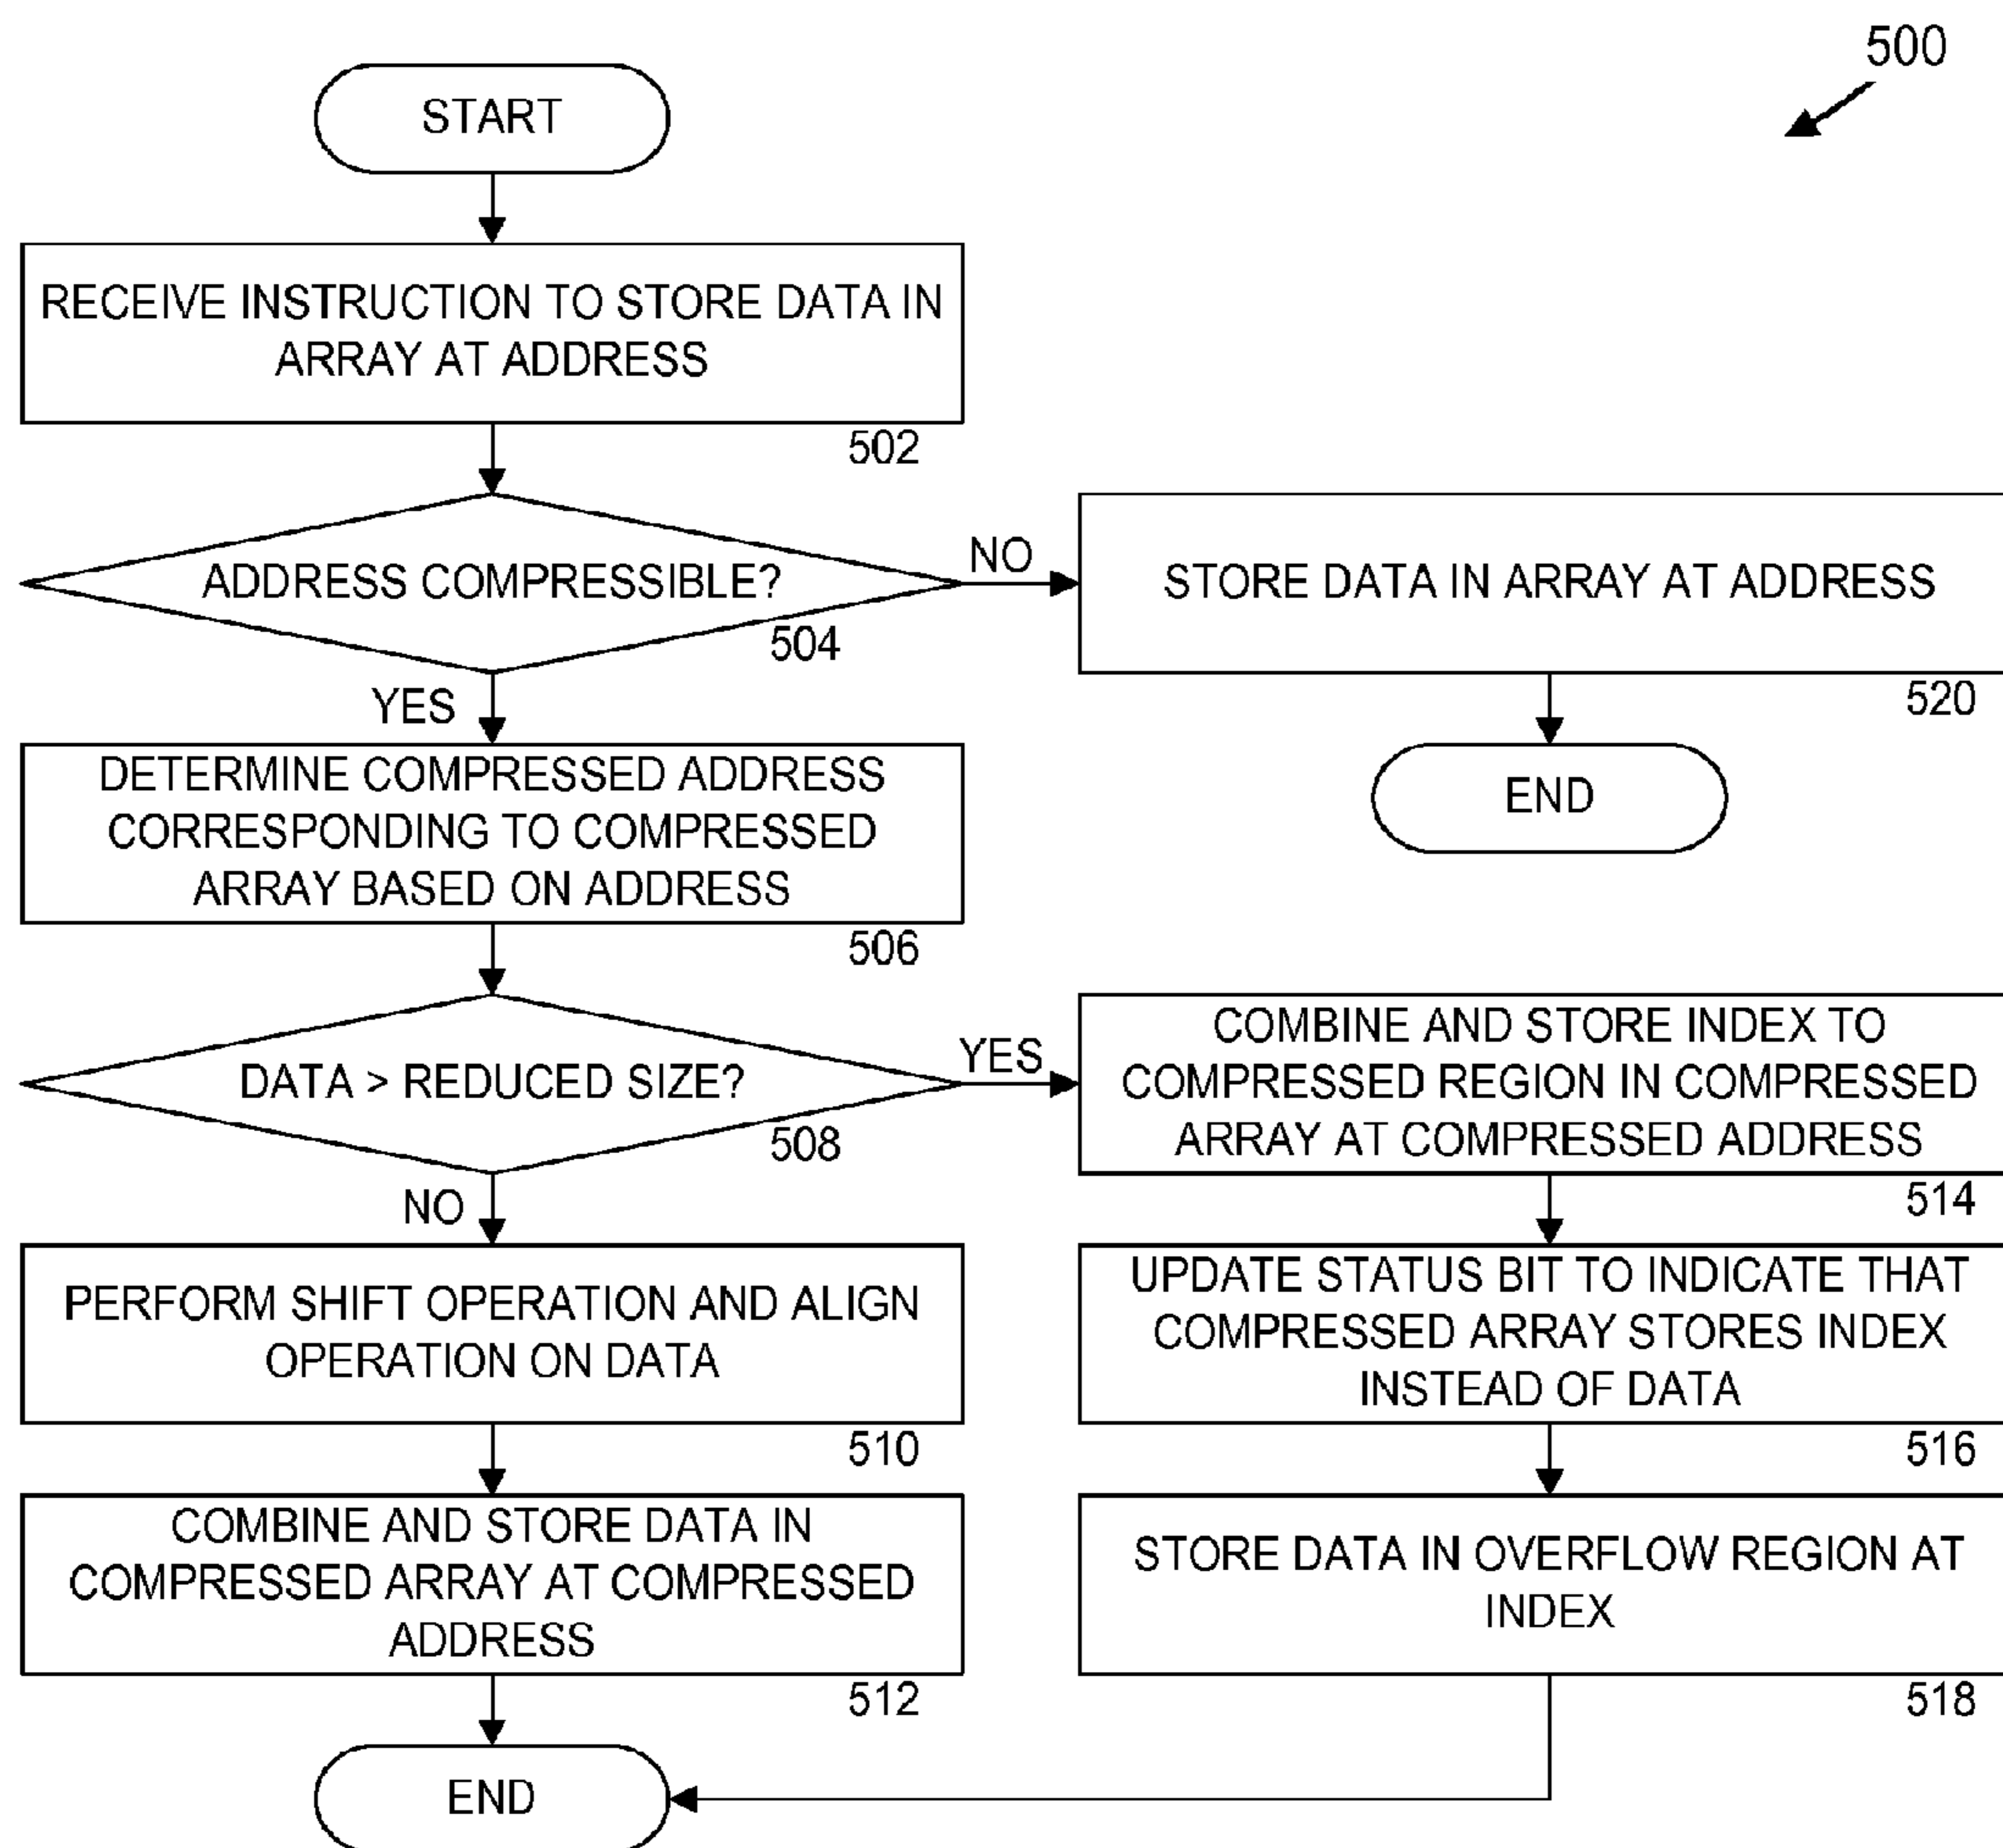 500
START
RECEIVE INSTRUCTION TO STORE DATA IN
ARRAY AT ADDRESS
502
ADDRESS COMPRESSIBLE?
504
NO
STORE DATA IN ARRAY AT ADDRESS
520
END
YES
DETERMINE COMPRESSED ADDRESS
CORRESPONDING TO COMPRESSED
ARRAY BASED ON ADDRESS
506
DATA > REDUCED SIZE?
508
YES
COMBINE AND STORE INDEX TO
COMPRESSED REGION IN COMPRESSED
ARRAY AT COMPRESSED ADDRESS
514
UPDATE STATUS BIT TO INDICATE THAT
COMPRESSED ARRAY STORES INDEX
INSTEAD OF DATA
516
STORE DATA IN OVERFLOW REGION AT
INDEX
518
NO
PERFORM SHIFT OPERATION AND ALIGN
OPERATION ON DATA
510
COMBINE AND STORE DATA IN
COMPRESSED ARRAY AT COMPRESSED
ADDRESS
512
END